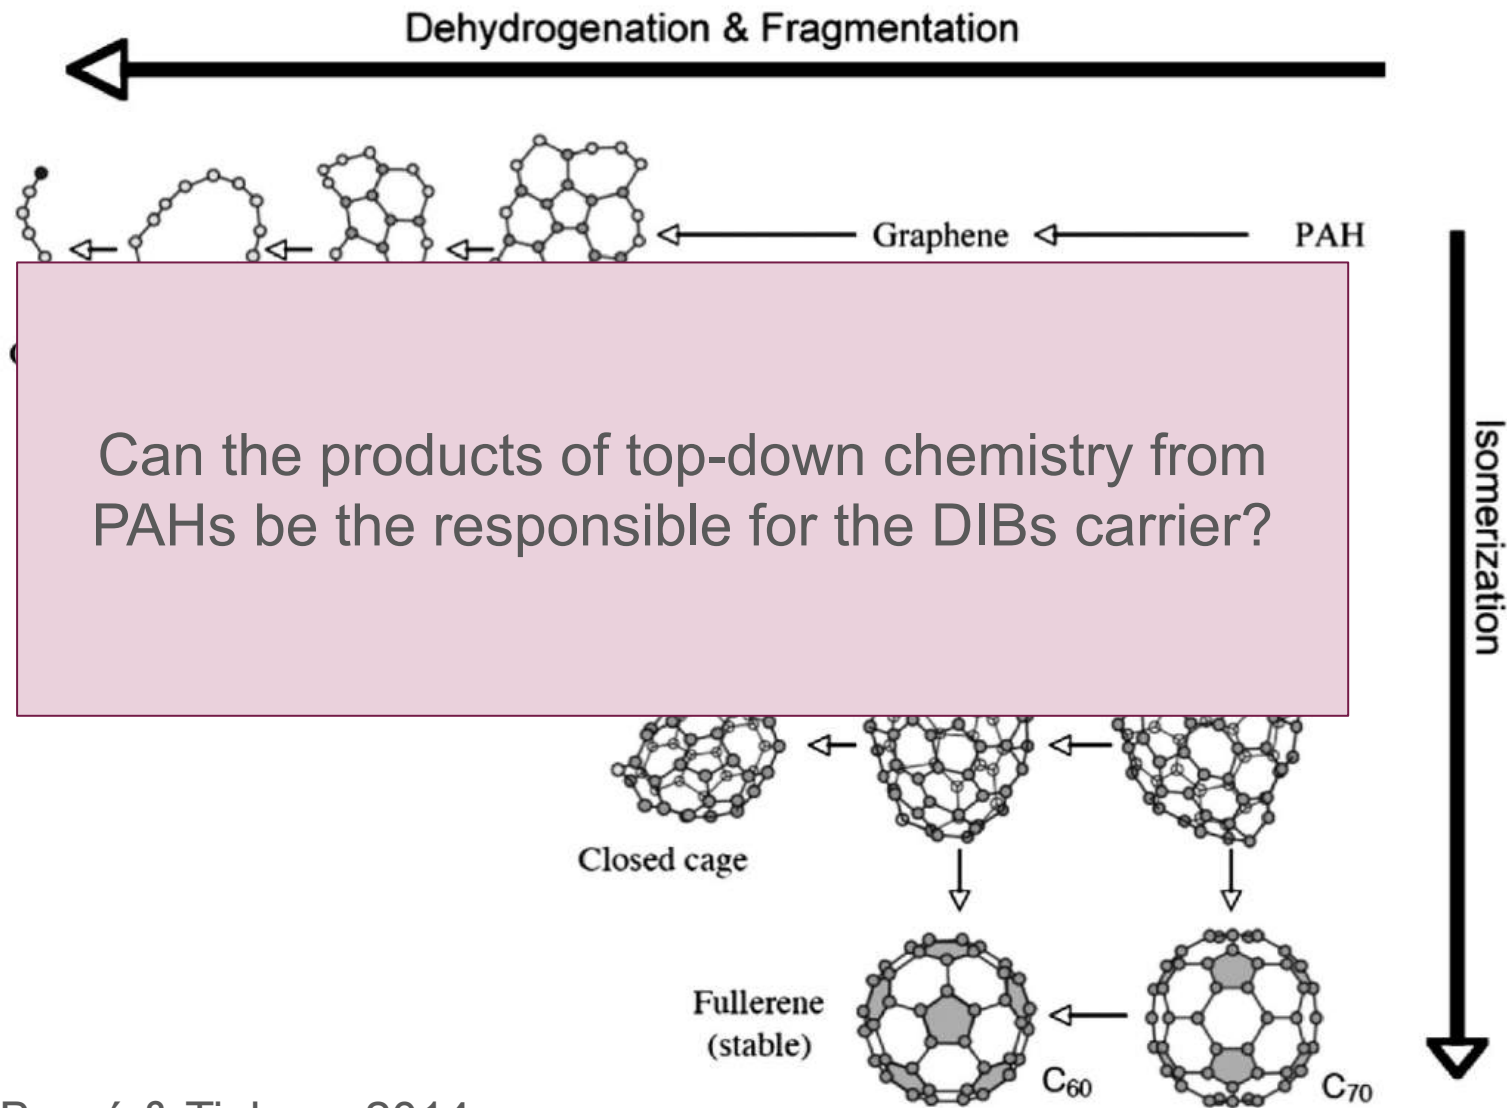 Dehydrogenation & Fragmentation
Graphene
PAH
Can the products of top-down chemistry from
PAHs be the responsible for the DIBs carrier?
Isomerization
Closed cage
Fullerene
(stable)
C60
C70